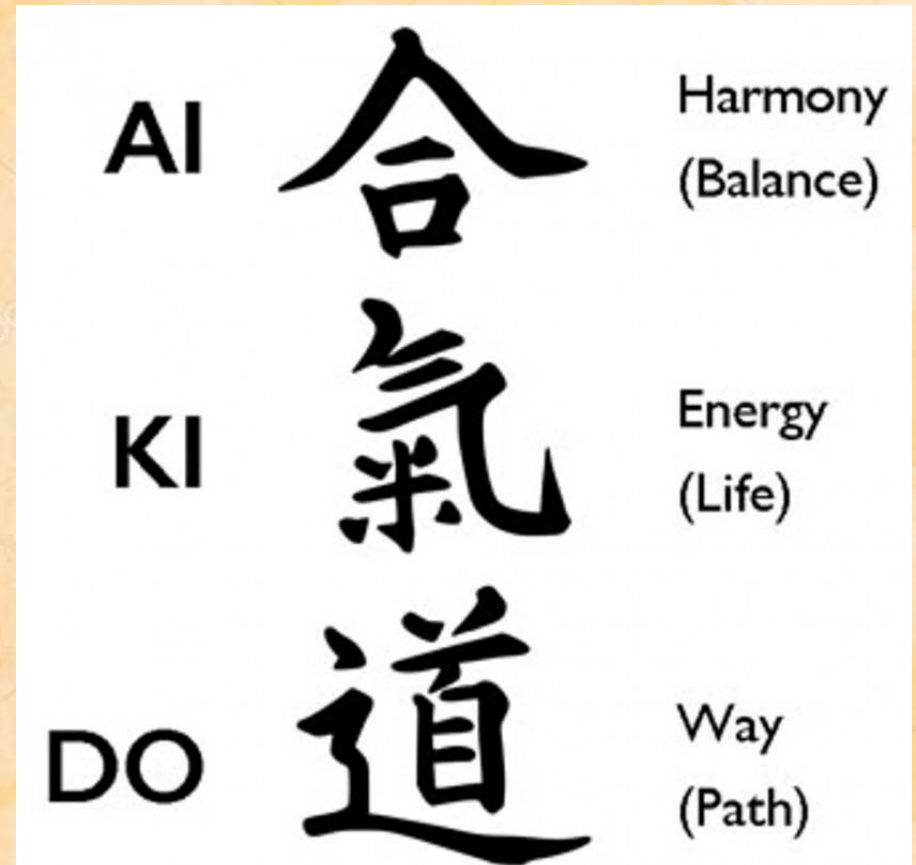 AI 合 Harmony
(Balance)
KI 氣 Energy
(Life)
DO 道 Way
(Path)